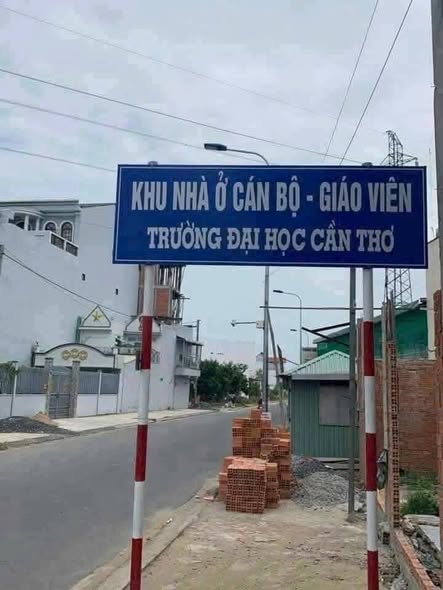 KHU NHÀ Ở CÁN BỘ - GIÁO VIÊN
TRƯỜNG ĐẠI HỌC CẦN THƠ